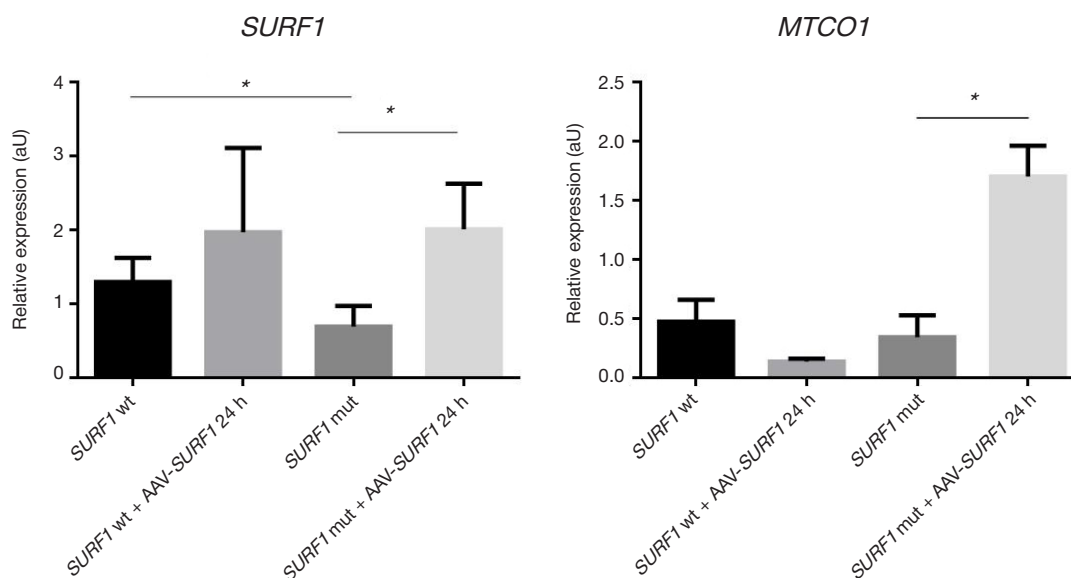 SURF1
Relative expression (aU)
4
3
2
1
0
*
*
SURF1 wt
SURF1 wt + AAV-SURF1 24 h
SURF1 mut
SURF1 mut + AAV-SURF1 24 h
MTCO1
Relative expression (aU)
2.5
2.0
1.5
1.0
0.5
0.0
*
SURF1 wt
SURF1 wt + AAV-SURF1 24 h
SURF1 mut
SURF1 mut + AAV-SURF1 24 h